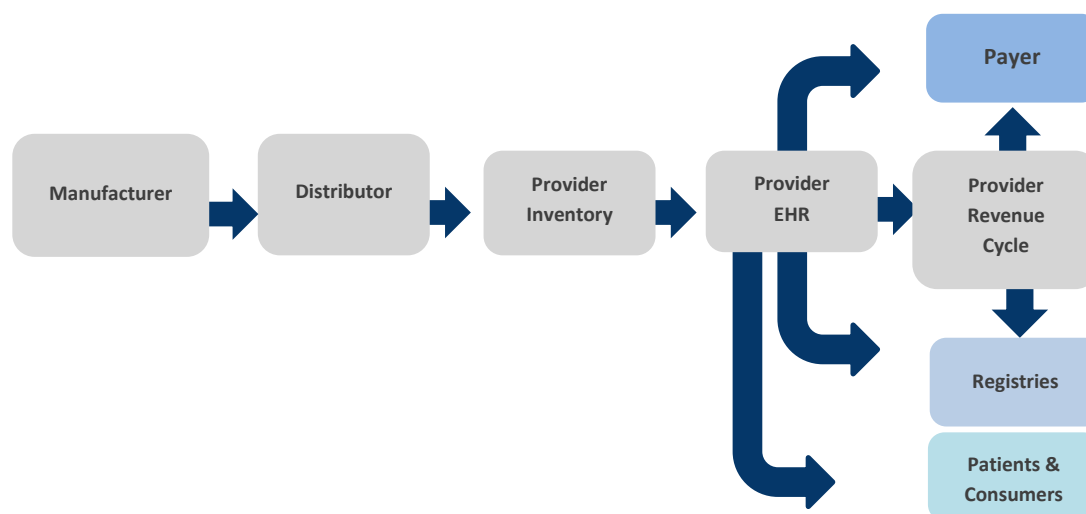 Payer
Manufacturer
Distributor
Provider
Inventory
Provider
EHR
Provider
Revenue
Cycle
Registries
Patients &
Consumers